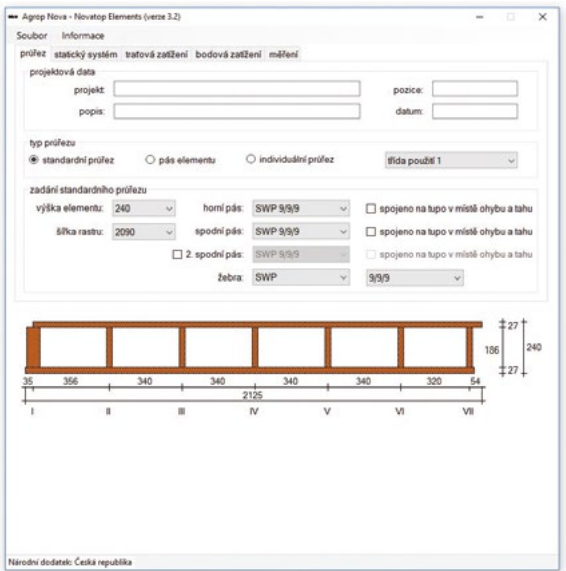 Agrop Nova - Novatop Elements (verze 3.2)
Soubor Informace
průřez statický systém traťová zatížení bodová zatížení měření
projektová data
projekt: pozice:
popis: datum:
typ průřezu
standardní průřez pás elementu individuální průřez třída použití 1
zadání standardního průřezu
výška elementu: 240 horní pás: SWP 9/9/9 spojeno na tupo v místě ohybu a tahu
šířka rastru: 2090 spodní pás: SWP 9/9/9 spojeno na tupo v místě ohybu a tahu
2. spodní pás: SWP 9/9/9 spojeno na tupo v místě ohybu a tahu
žebra: SWP 9/9/9
27
186 240
27
35 356 340 340 340 340 320 54
2125
I II III IV V VI VII
Národní dodatek: Česká republika